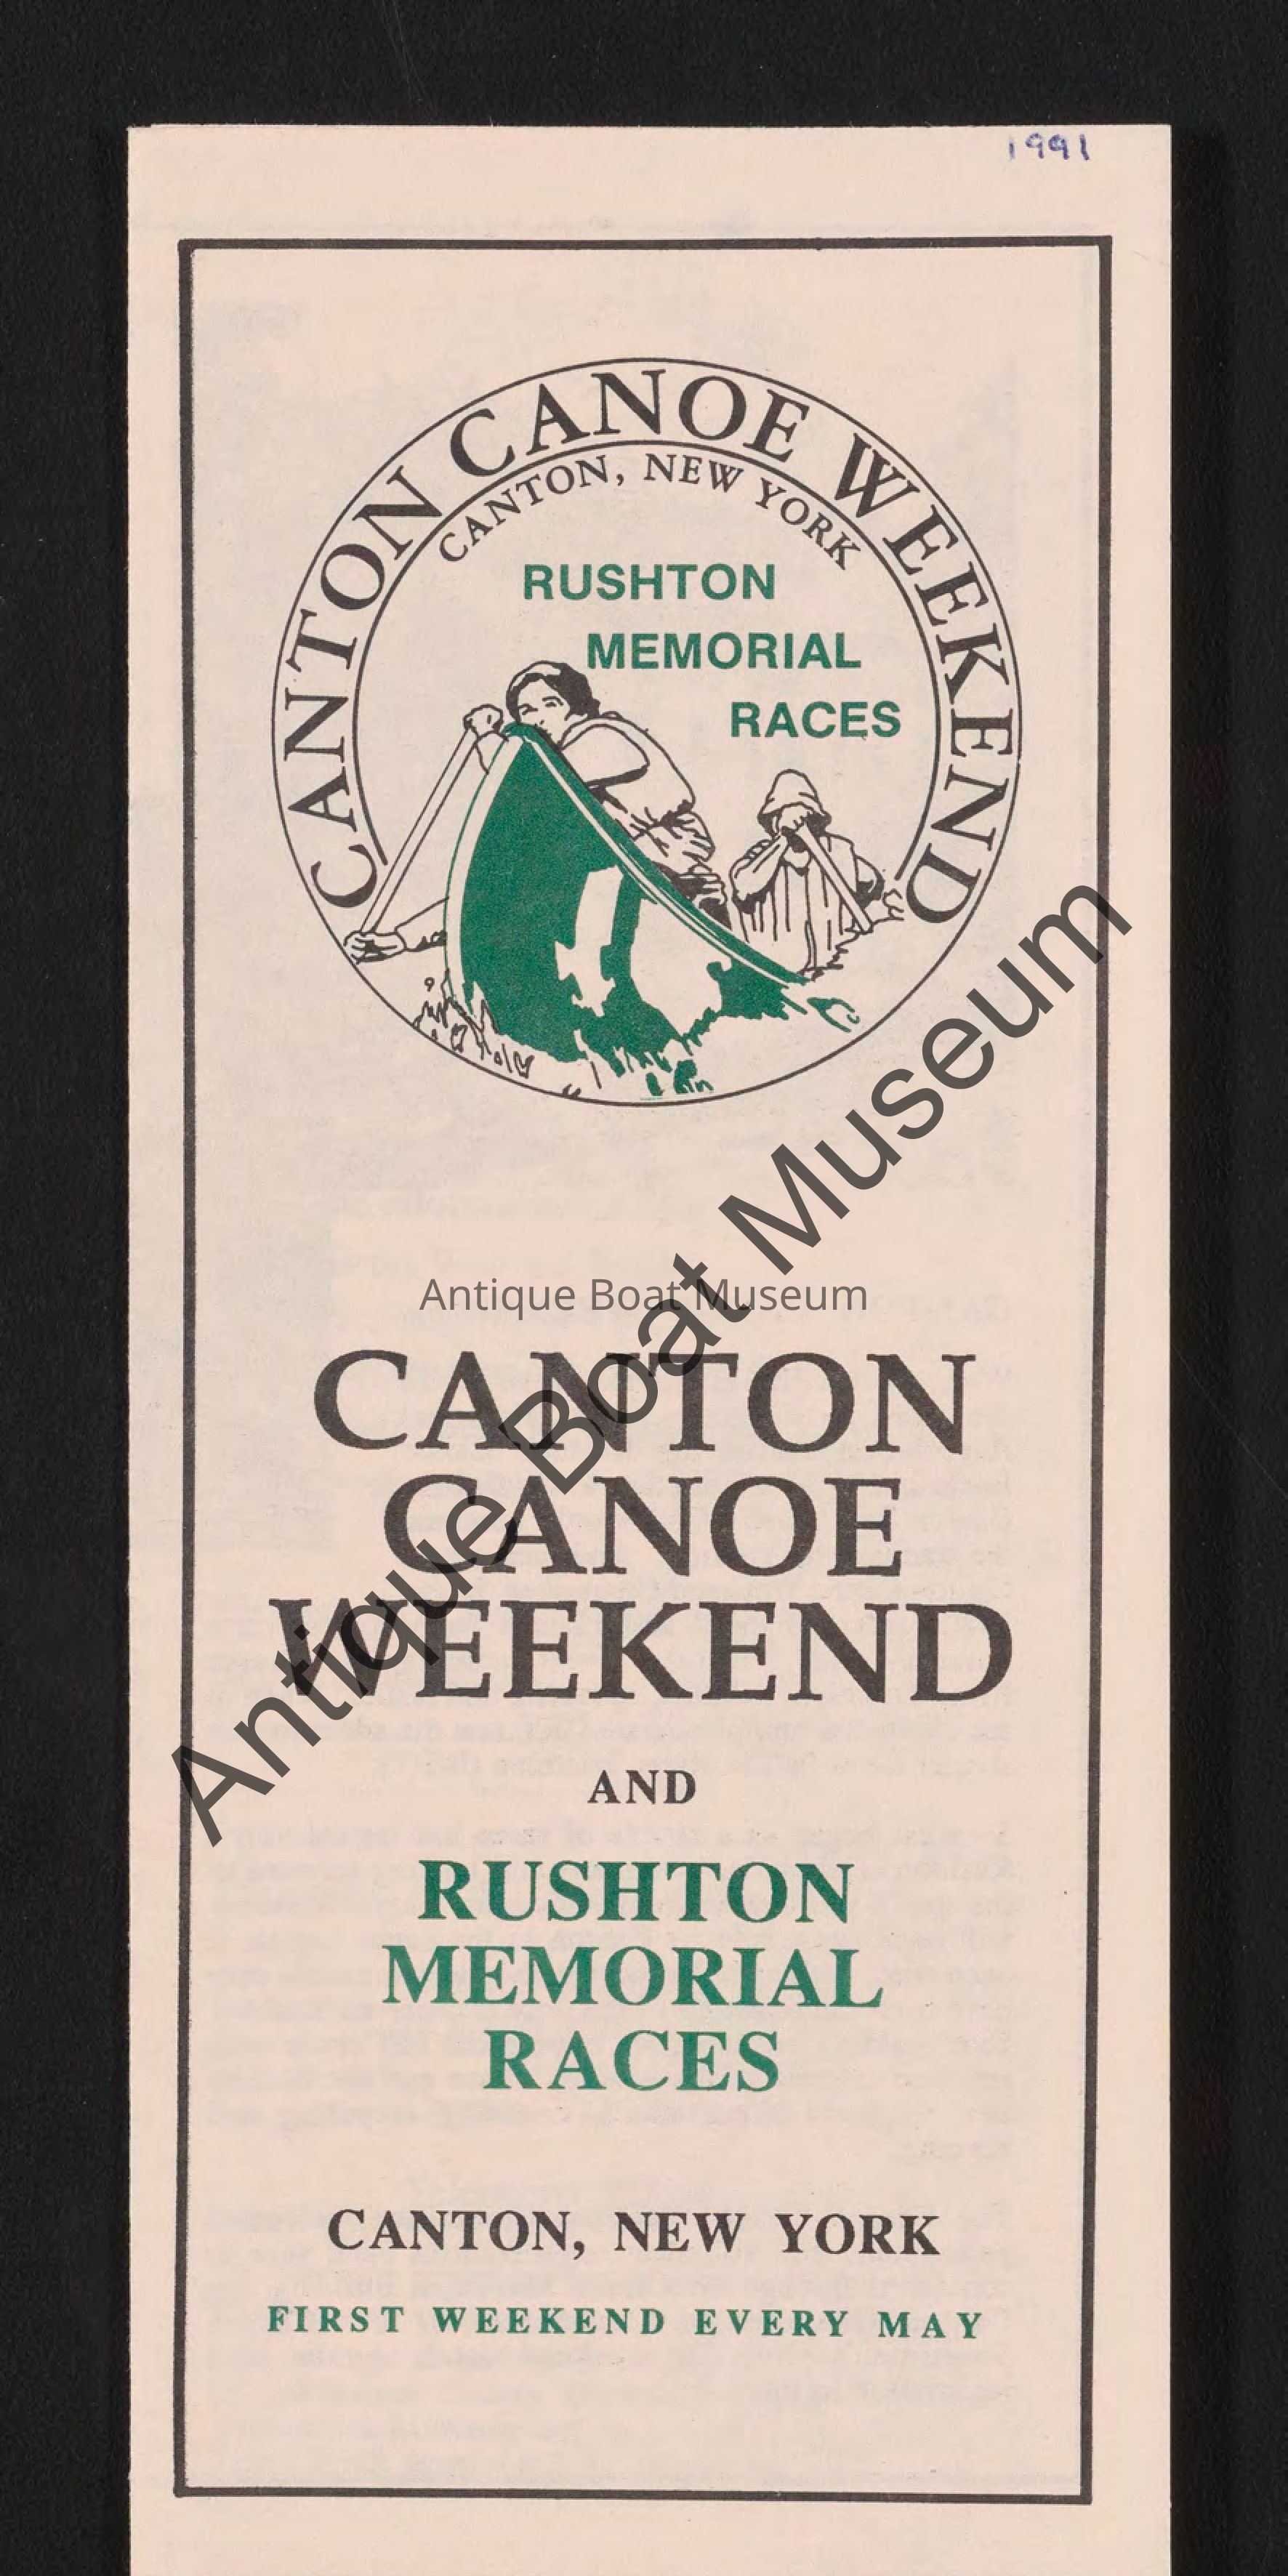 1991
CANTON CANOE WEEKEND
CANTON, NEW YORK
RUSHTON
MEMORIAL
RACES
Antique Boat Museum
Antique Boat Museum
CANTON
CANOE
WEEKEND
AND
RUSHTON
MEMORIAL
RACES
CANTON, NEW YORK
FIRST WEEKEND EVERY MAY